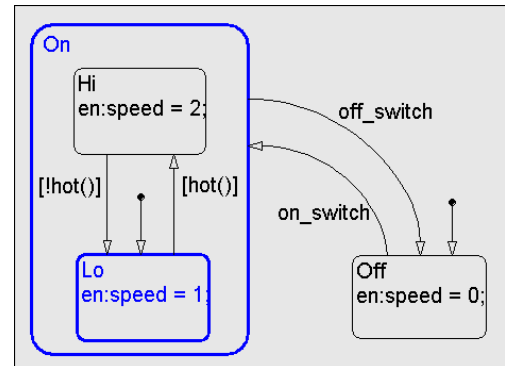 On
Hi
en:speed = 2;
off_switch
[!hot()]
[hot()]
on_switch
Lo
en:speed = 1;
Off
en:speed = 0;